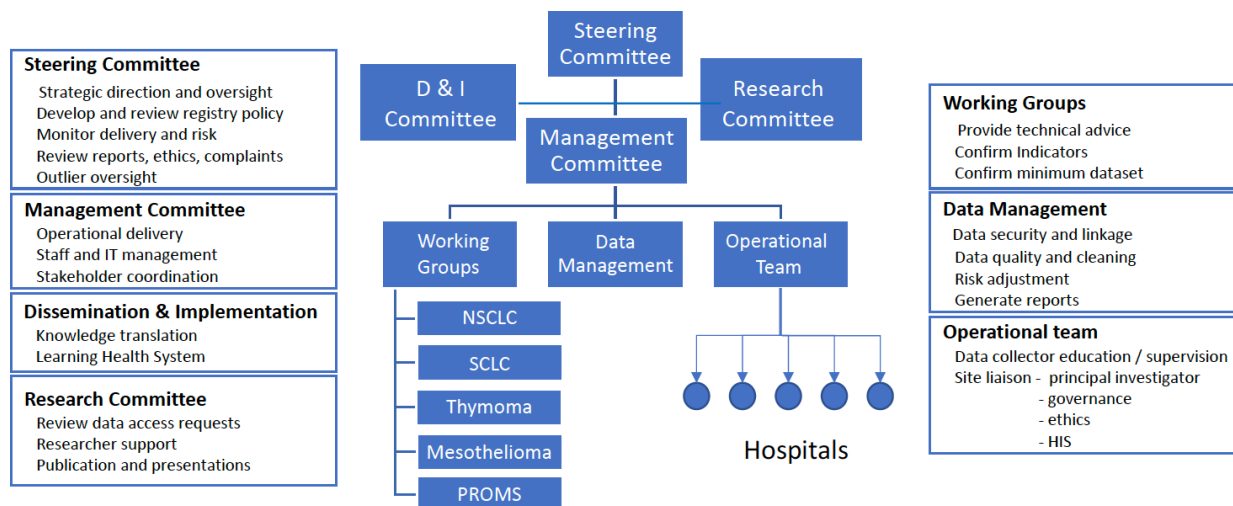 Steering Committee
Strategic direction and oversight
Develop and review registry policy
Monitor delivery and risk
Review reports, ethics, complaints
Outlier oversight
Management Committee
Operational delivery
Staff and IT management
Stakeholder coordination
Dissemination & Implementation
Knowledge translation
Learning Health System
Research Committee
Review data access requests
Researcher support
Publication and presentations
Steering
Committee
D & I
Committee
Research
Committee
Management
Committee
Working
Groups
Data
Management
Operational
Team
NSCLC
SCLC
Thymoma
Mesothelioma
PROMS
Hospitals
Working Groups
Provide technical advice
Confirm Indicators
Confirm minimum dataset
Data Management
Data security and linkage
Data quality and cleaning
Risk adjustment
Generate reports
Operational team
Data collector education / supervision
Site liaison - principal investigator
- governance
- ethics
- HIS